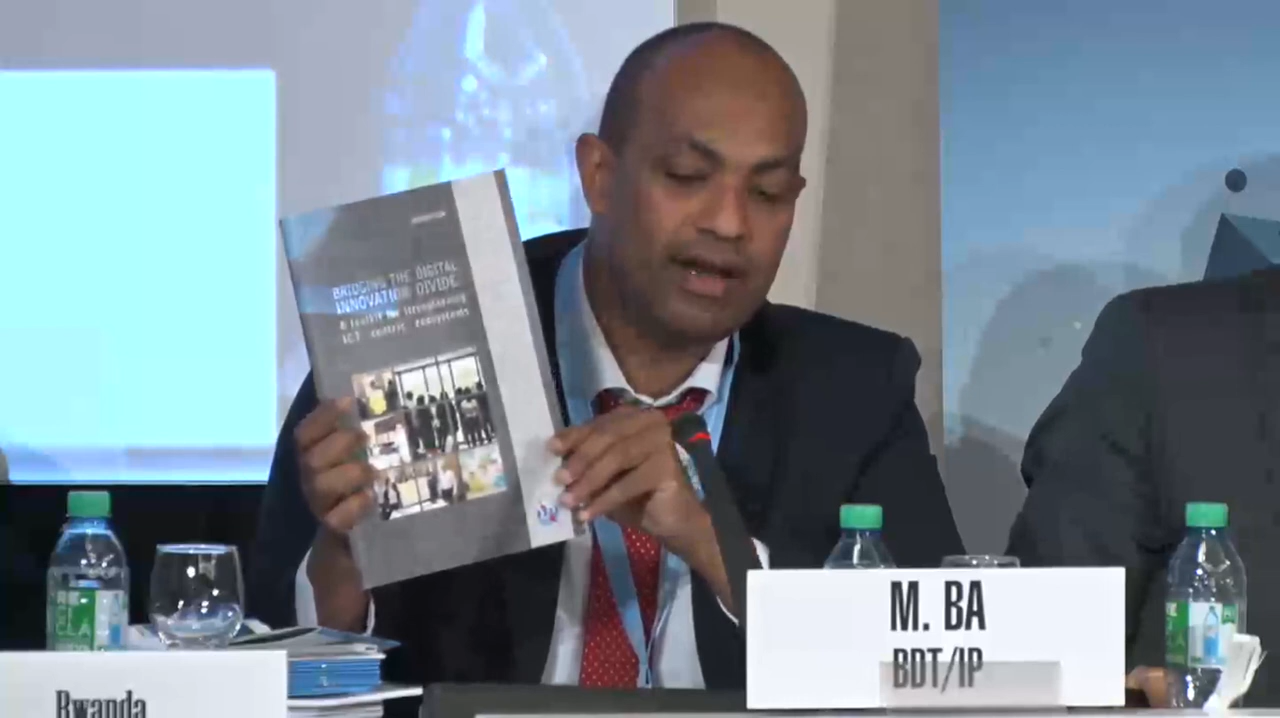 BRIDGING THE DIGITAL
INNOVATION DIVIDE
A toolkit for strengthening
ICT centric ecosystems
M. BA
BDT/IP
Rwanda